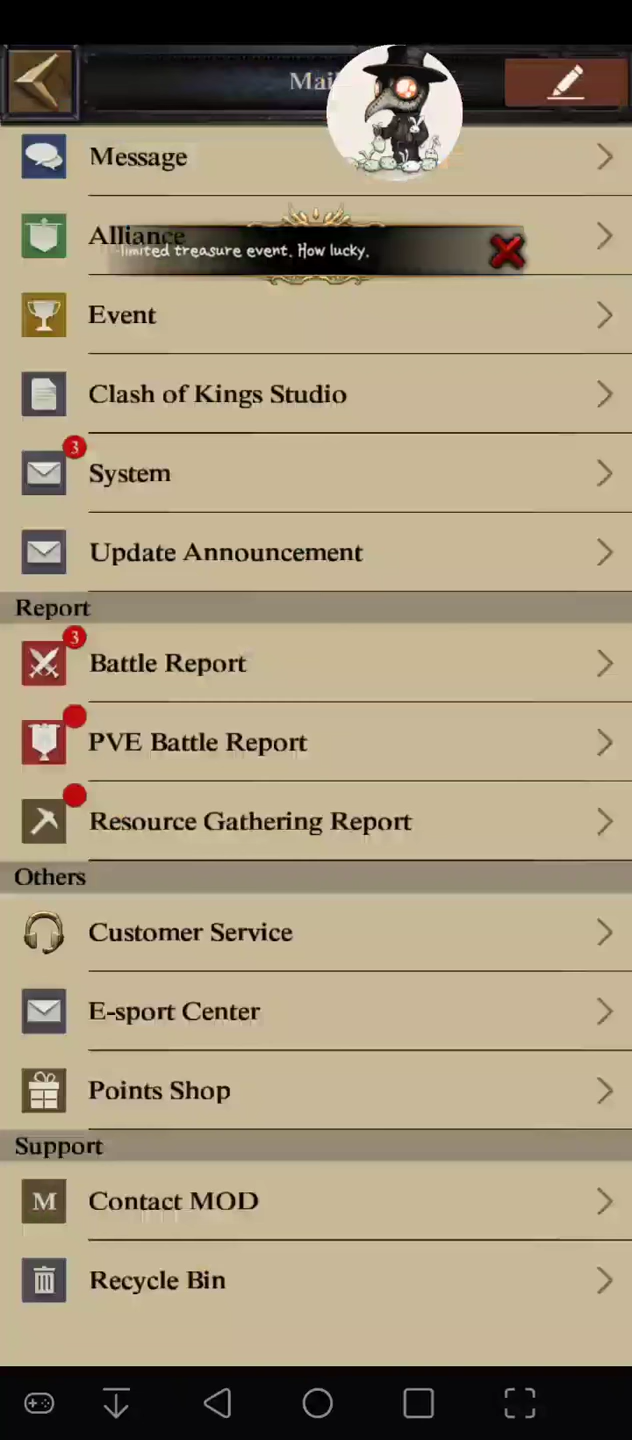 Mai
Message
Alliance
limited treasure event. How lucky.
Event
Clash of Kings Studio
3
System
Update Announcement
Report
3
Battle Report
PVE Battle Report
Resource Gathering Report
Others
Customer Service
E-sport Center
Points Shop
Support
M
Contact MOD
Recycle Bin